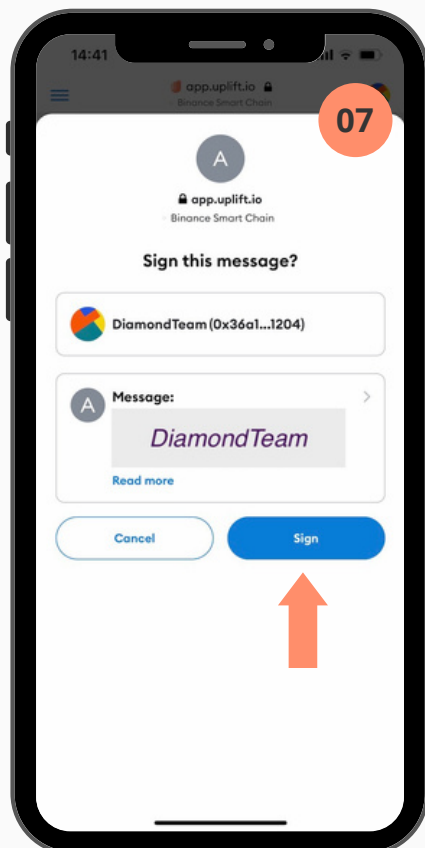 14:41
app.uplift.io
Binance Smart Chain
07
A
app.uplift.io
Binance Smart Chain
Sign this message?
DiamondTeam (0x36a1...1204)
A
Message:
DiamondTeam
Read more
Cancel
Sign